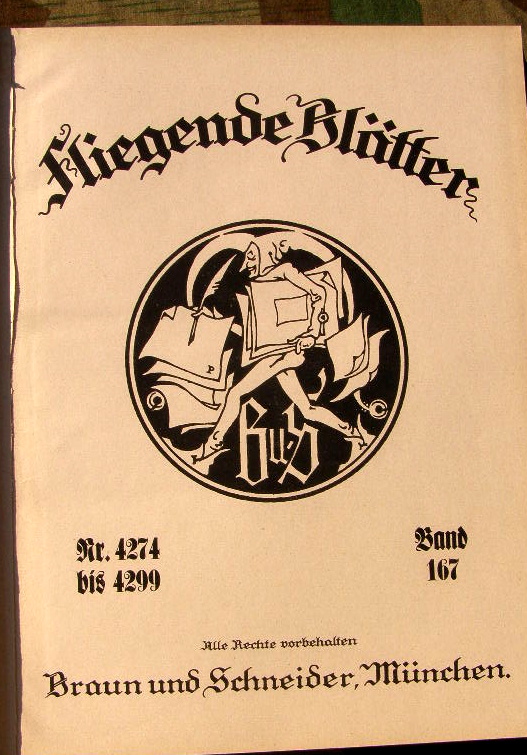 Fliegende Blätter
P
BuS
Nr. 4274
bis 4299
Band
167
Alle Rechte vorbehalten
Braun und Schneider, München.